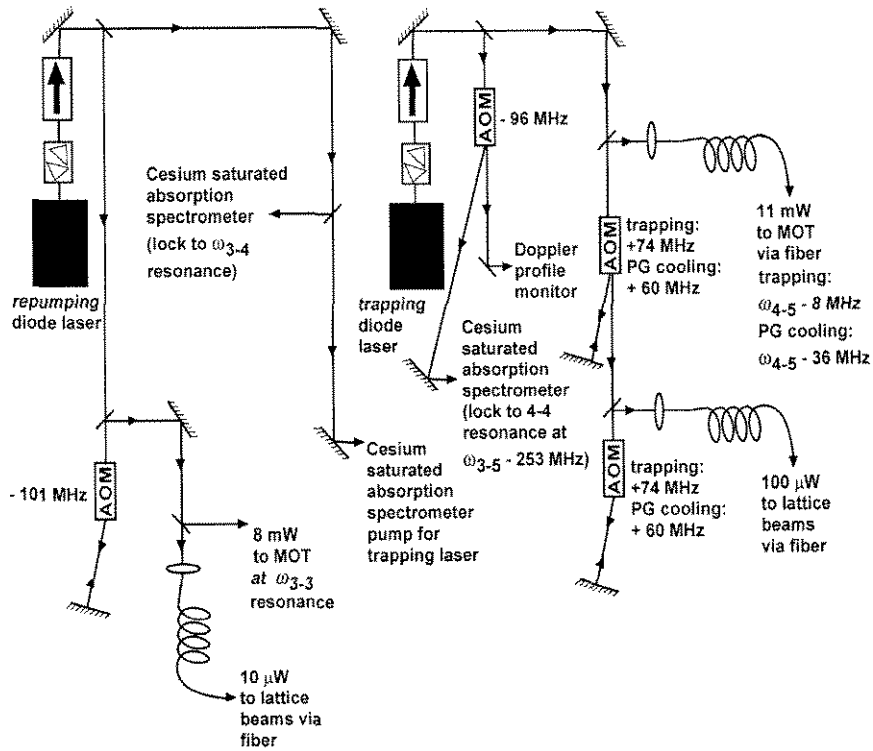 Cesium saturated
absorption
spectrometer
(lock to ω3-4
resonance)
repumping
diode laser
- 101 MHz
AOM
8 mW
to MOT
at ω3-3
resonance
10 μW
to lattice
beams via
fiber
Cesium
saturated
absorption
spectrometer
pump for
trapping laser
trapping
diode
laser
AOM
- 96 MHz
Doppler
profile
monitor
Cesium
saturated
absorption
spectrometer
(lock to 4-4
resonance at
ω3-5 - 253 MHz)
AOM
trapping:
+74 MHz
PG cooling:
+ 60 MHz
11 mW
to MOT
via fiber
trapping:
ω4-5 - 8 MHz
PG cooling:
ω4-5 - 36 MHz
AOM
trapping:
+74 MHz
PG cooling:
+ 60 MHz
100 μW
to lattice
beams
via fiber